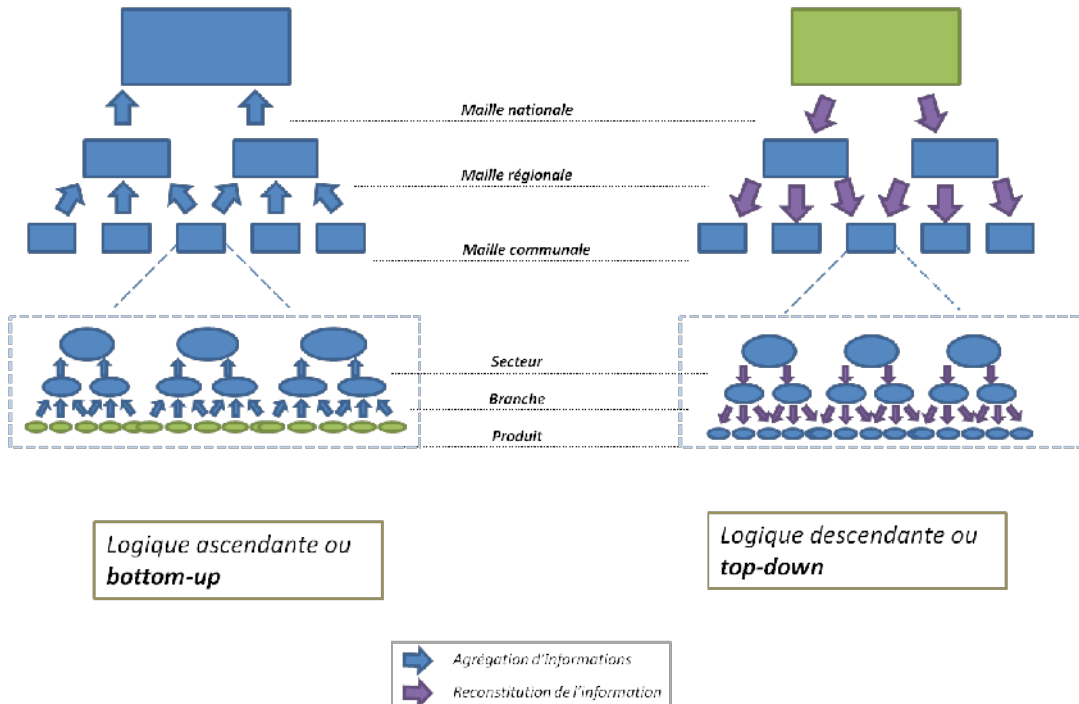 Maille nationale
Maille régionale
Maille communale
Secteur
Branche
Produit
Logique ascendante ou
bottom-up
Logique descendante ou
top-down
Agrégation d'informations
Reconstitution de l'information